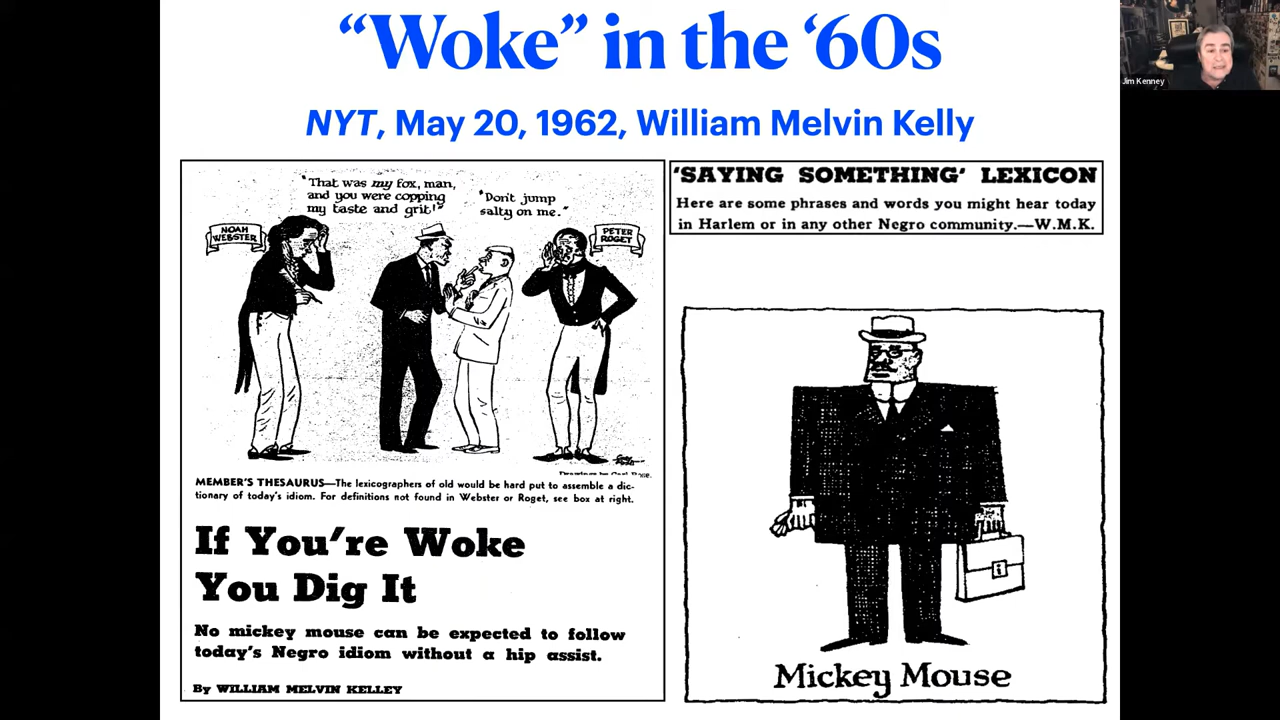 “Woke” in the ‘60s
NYT, May 20, 1962, William Melvin Kelly
Jim Kenney
"That was my fox, man,
and you were copping
my taste and grit!"
"Don't jump
salty on me."
NOAH
WEBSTER
PETER
ROGET
MEMBER'S THESAURUS—The lexicographers of old would be hard put to assemble a dic-
tionary of today's idiom. For definitions not found in Webster or Roget, see box at right.
If You're Woke
You Dig It
No mickey mouse can be expected to follow
today's Negro idiom without a hip assist.
By WILLIAM MELVIN KELLEY
'SAYING SOMETHING' LEXICON
Here are some phrases and words you might hear today
in Harlem or in any other Negro community.—W.M.K.
Mickey Mouse